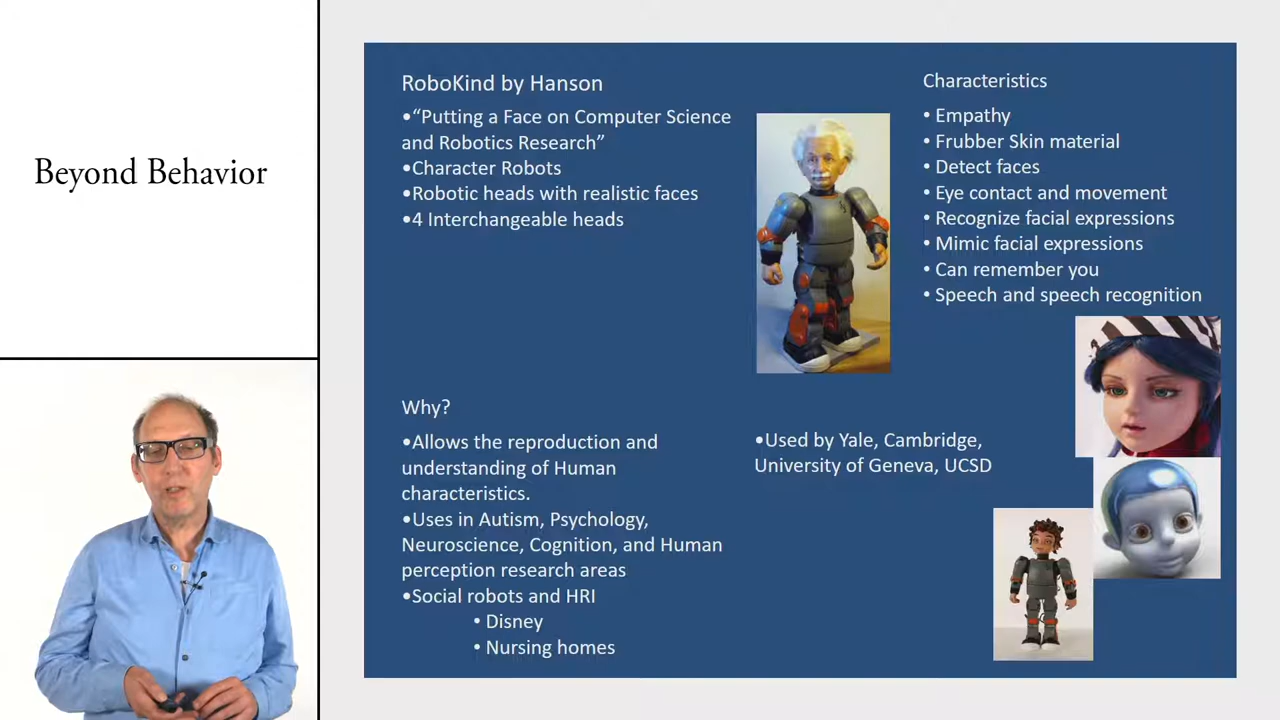 Beyond Behavior
RoboKind by Hanson
•“Putting a Face on Computer Science
and Robotics Research”
•Character Robots
•Robotic heads with realistic faces
•4 Interchangeable heads
Characteristics
• Empathy
• Frubber Skin material
• Detect faces
• Eye contact and movement
• Recognize facial expressions
• Mimic facial expressions
• Can remember you
• Speech and speech recognition
Why?
•Allows the reproduction and
understanding of Human
characteristics.
•Uses in Autism, Psychology,
Neuroscience, Cognition, and Human
perception research areas
•Social robots and HRI
• Disney
• Nursing homes
•Used by Yale, Cambridge,
University of Geneva, UCSD